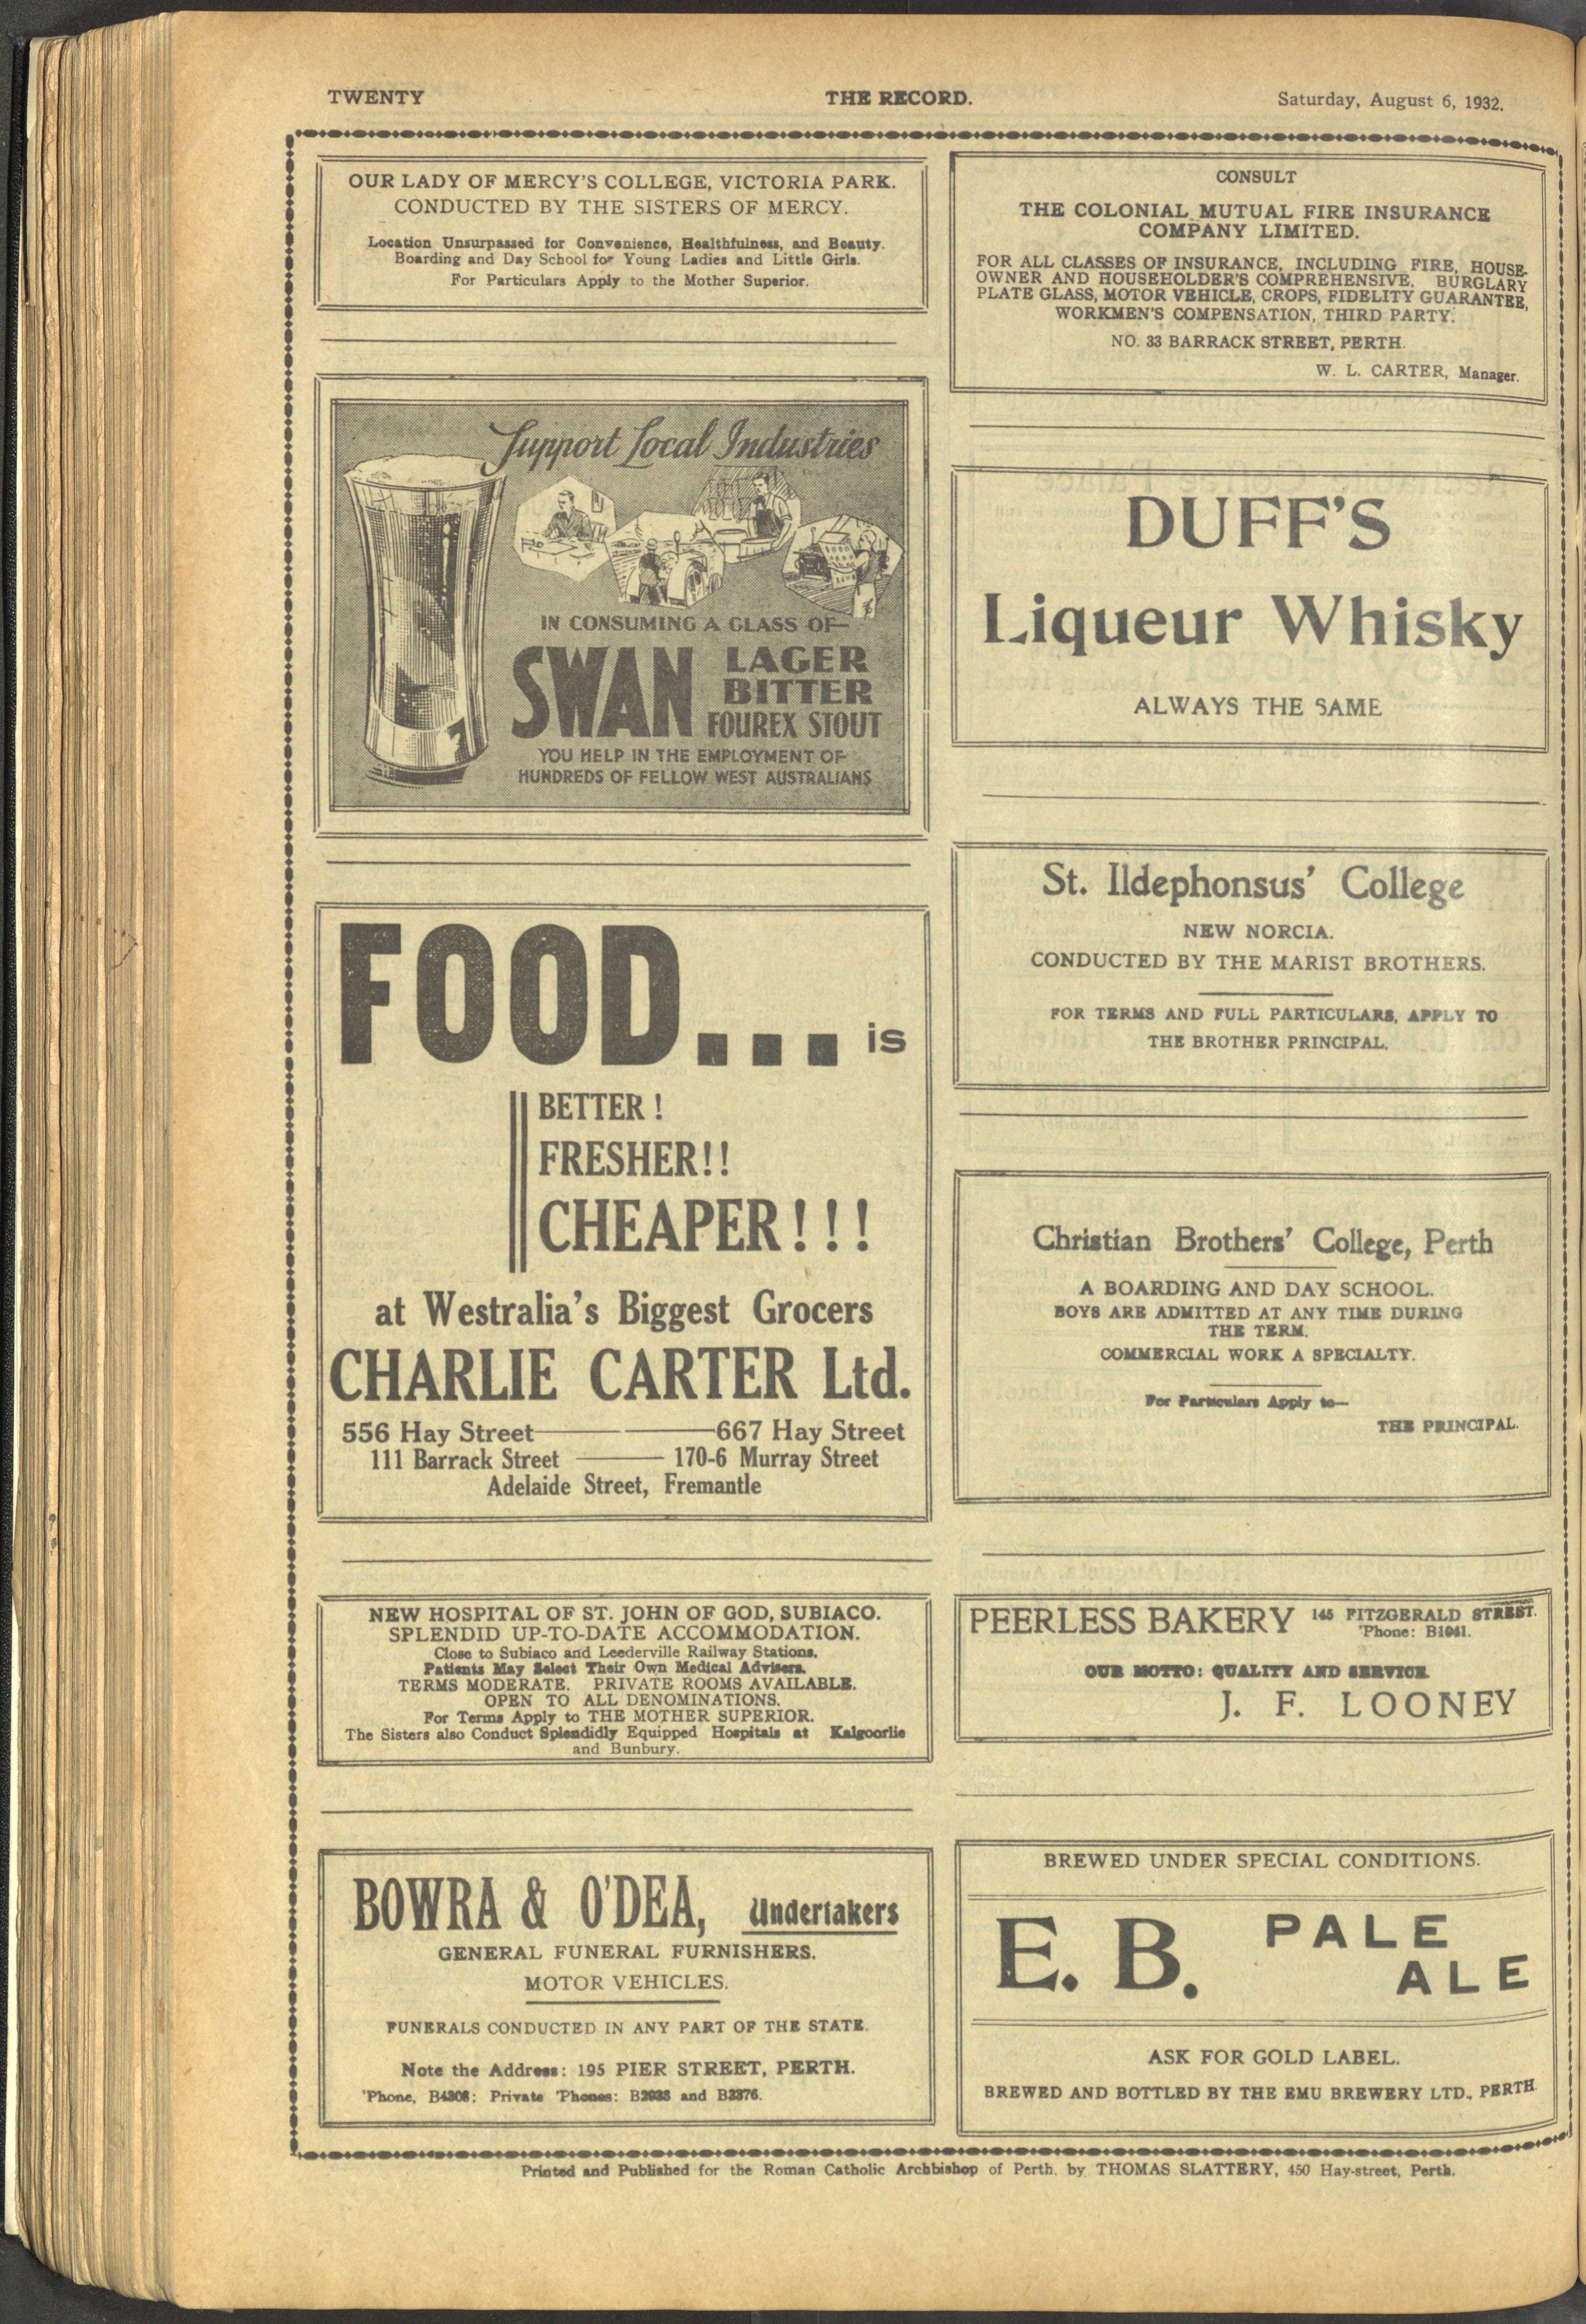 TWENTY
THE RECORD.
Saturday, August 6, 1932.
OUR LADY OF MERCY'S COLLEGE, VICTORIA PARK.
CONDUCTED BY THE SISTERS OF MERCY.
Location Unsurpassed for Convenience, Healthfulness, and Beauty.
Boarding and Day School for Young Ladies and Little Girls.
For Particulars Apply to the Mother Superior.
Support Local Industries
IN CONSUMING A GLASS OF—
SWAN LAGER
BITTER
FOUREX STOUT
YOU HELP IN THE EMPLOYMENT OF
HUNDREDS OF FELLOW WEST AUSTRALIANS
FOOD... is
BETTER !
FRESHER!!
CHEAPER!!!
at Westralia's Biggest Grocers
CHARLIE CARTER Ltd.
556 Hay Street — — 667 Hay Street
111 Barrack Street — 170-6 Murray Street
Adelaide Street, Fremantle
NEW HOSPITAL OF ST. JOHN OF GOD, SUBIACO.
SPLENDID UP-TO-DATE ACCOMMODATION.
Close to Subiaco and Leederville Railway Stations.
Patients May Select Their Own Medical Advisers.
TERMS MODERATE. PRIVATE ROOMS AVAILABLE.
OPEN TO ALL DENOMINATIONS.
For Terms Apply to THE MOTHER SUPERIOR.
The Sisters also Conduct Splendidly Equipped Hospitals at Kalgoorlie
and Bunbury.
BOWRA & O'DEA, Undertakers
GENERAL FUNERAL FURNISHERS.
MOTOR VEHICLES.
FUNERALS CONDUCTED IN ANY PART OF THE STATE.
Note the Address: 195 PIER STREET, PERTH.
'Phone, B4308; Private 'Phones: and B2376.
CONSULT
THE COLONIAL MUTUAL FIRE INSURANCE
COMPANY LIMITED.
FOR ALL CLASSES OF INSURANCE, INCLUDING FIRE, HOUSE-
OWNER AND HOUSEHOLDER'S COMPREHENSIVE, BURGLARY
PLATE GLASS, MOTOR VEHICLE, CROPS, FIDELITY GUARANTEE,
WORKMEN'S COMPENSATION, THIRD PARTY.
NO. 33 BARRACK STREET, PERTH.
W. L. CARTER, Manager.
DUFF'S
Liqueur Whisky
ALWAYS THE SAME
St. Ildephonsus' College
NEW NORCIA.
CONDUCTED BY THE MARIST BROTHERS.
FOR TERMS AND FULL PARTICULARS, APPLY TO
THE BROTHER PRINCIPAL.
Christian Brothers' College, Perth
A BOARDING AND DAY SCHOOL.
BOYS ARE ADMITTED AT ANY TIME DURING
THE TERM.
COMMERCIAL WORK A SPECIALTY.
For Particulars Apply to—
THE PRINCIPAL.
PEERLESS BAKERY 145 FITZGERALD STREET.
'Phone: B1041.
OUR MOTTO: QUALITY AND SERVICE
J. F. LOONEY
BREWED UNDER SPECIAL CONDITIONS.
E. B. PALE
ALE
ASK FOR GOLD LABEL.
BREWED AND BOTTLED BY THE EMU BREWERY LTD., PERTH
Printed and Published for the Roman Catholic Archbishop of Perth, by THOMAS SLATTERY, 450 Hay-street, Perth.